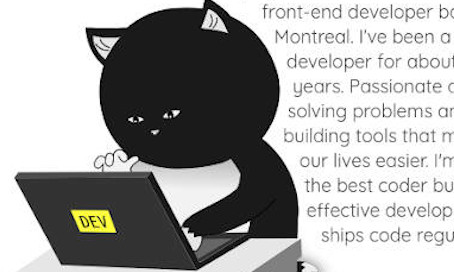 front-end developer
Montreal. I've been a
developer for about
years. Passionate
solving problems
building tools that
our lives easier. I'm
the best coder
effective
ships code
DEV